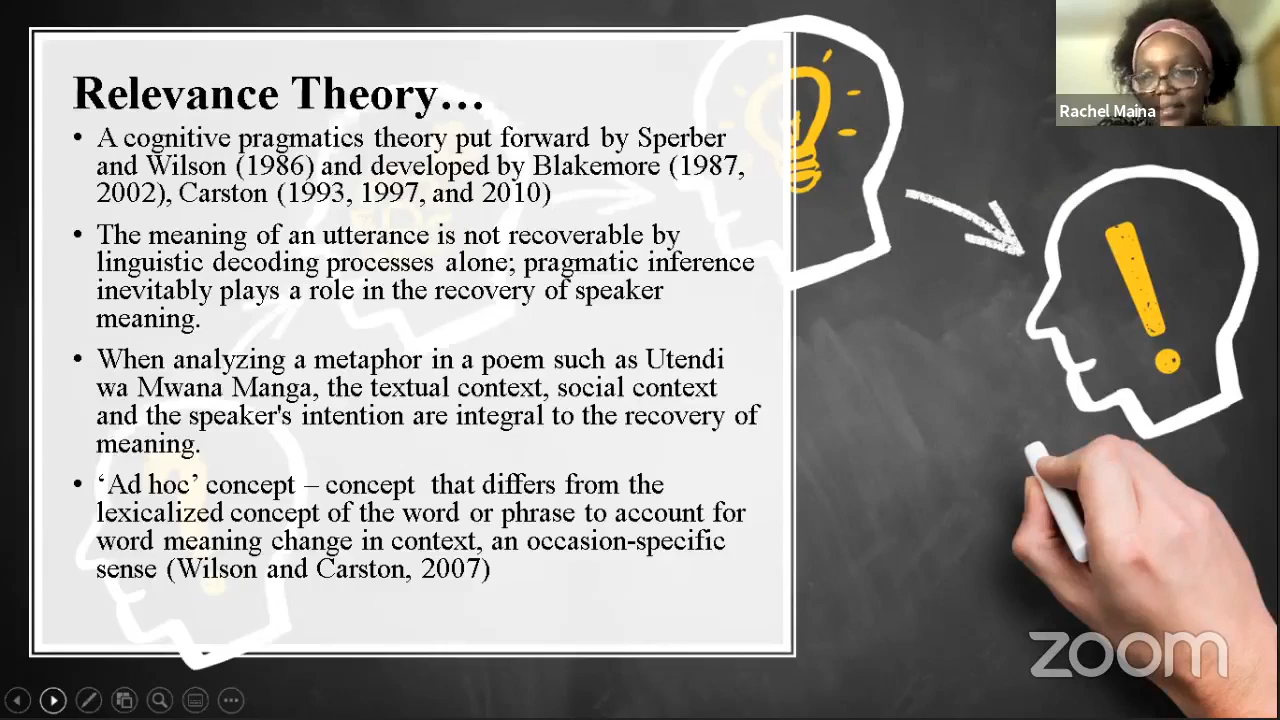 Relevance Theory…
• A cognitive pragmatics theory put forward by Sperber
and Wilson (1986) and developed by Blakemore (1987,
2002), Carston (1993, 1997, and 2010)
• The meaning of an utterance is not recoverable by
linguistic decoding processes alone; pragmatic inference
inevitably plays a role in the recovery of speaker
meaning.
• When analyzing a metaphor in a poem such as Utendi
wa Mwana Manga, the textual context, social context
and the speaker's intention are integral to the recovery of
meaning.
• ‘Ad hoc’ concept – concept  that differs from the
lexicalized concept of the word or phrase to account for
word meaning change in context, an occasion-specific
sense (Wilson and Carston, 2007)
Rachel Maina
zoom